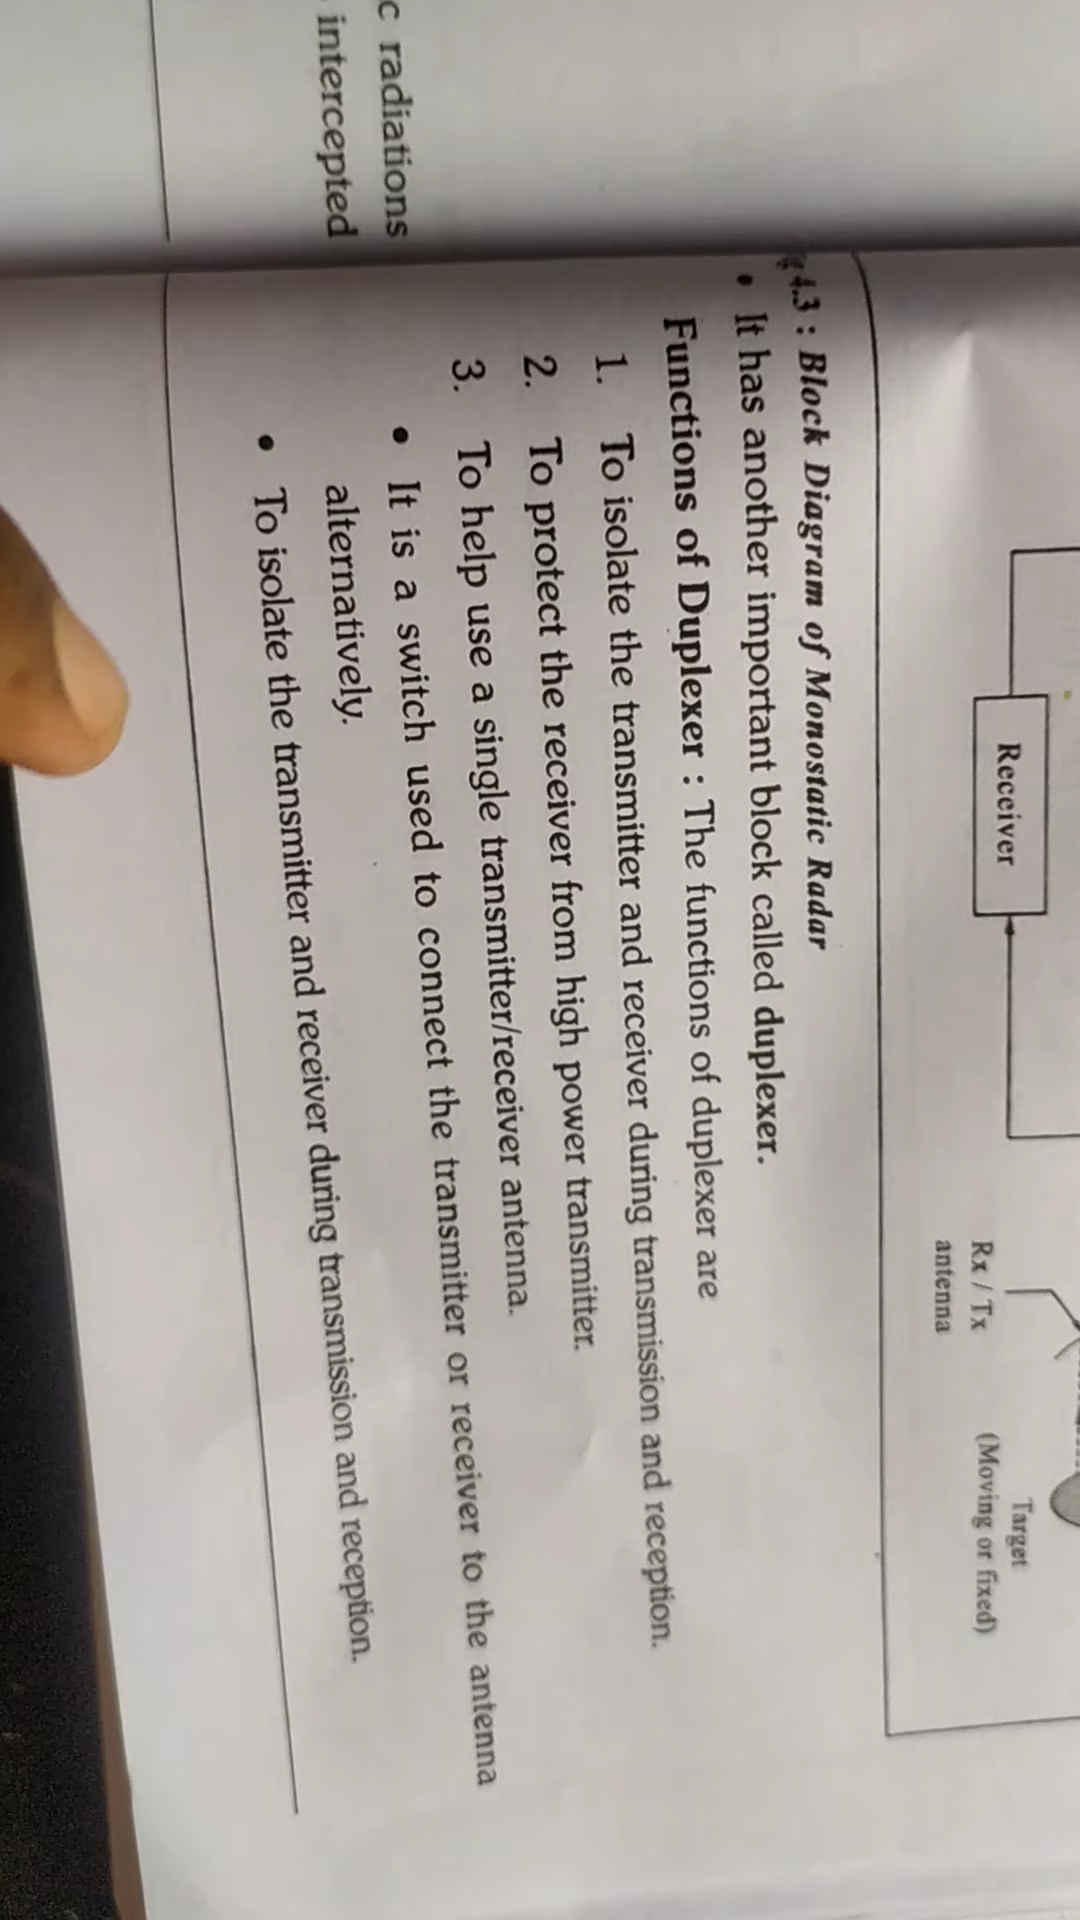 c radiations
intercepted
Receiver
Rx / Tx
antenna
Target
(Moving or fixed)
4.3 : Block Diagram of Monostatic Radar
• It has another important block called duplexer.
Functions of Duplexer : The functions of duplexer are
1. To isolate the transmitter and receiver during transmission and reception.
2. To protect the receiver from high power transmitter.
3. To help use a single transmitter/receiver antenna.
• It is a switch used to connect the transmitter or receiver to the antenna
alternatively.
• To isolate the transmitter and receiver during transmission and reception.